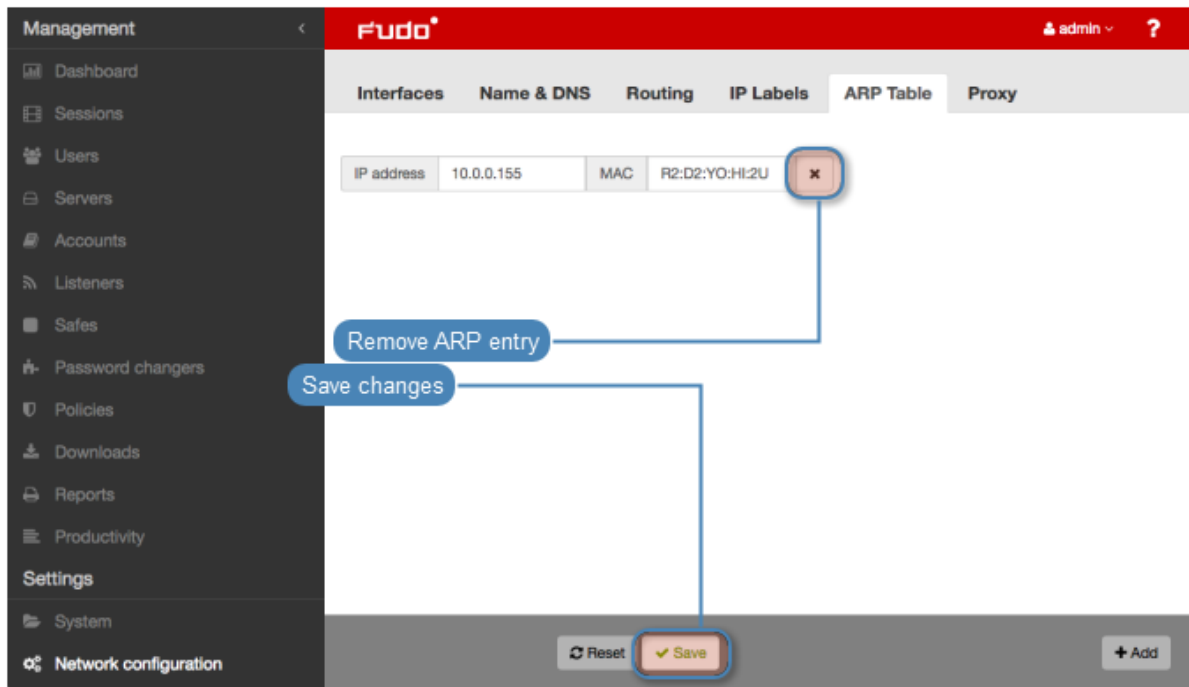 Management
Fudo
admin
?
Dashboard
Interfaces Name & DNS Routing IP Labels ARP Table Proxy
Sessions
Users
IP address 10.0.0.155 MAC R2:D2:YO:HI:2U
Servers
Accounts
Listeners
Safes
Remove ARP entry
Password changers
Save changes
Policies
Downloads
Reports
Productivity
Settings
System
Reset Save + Add
Network configuration